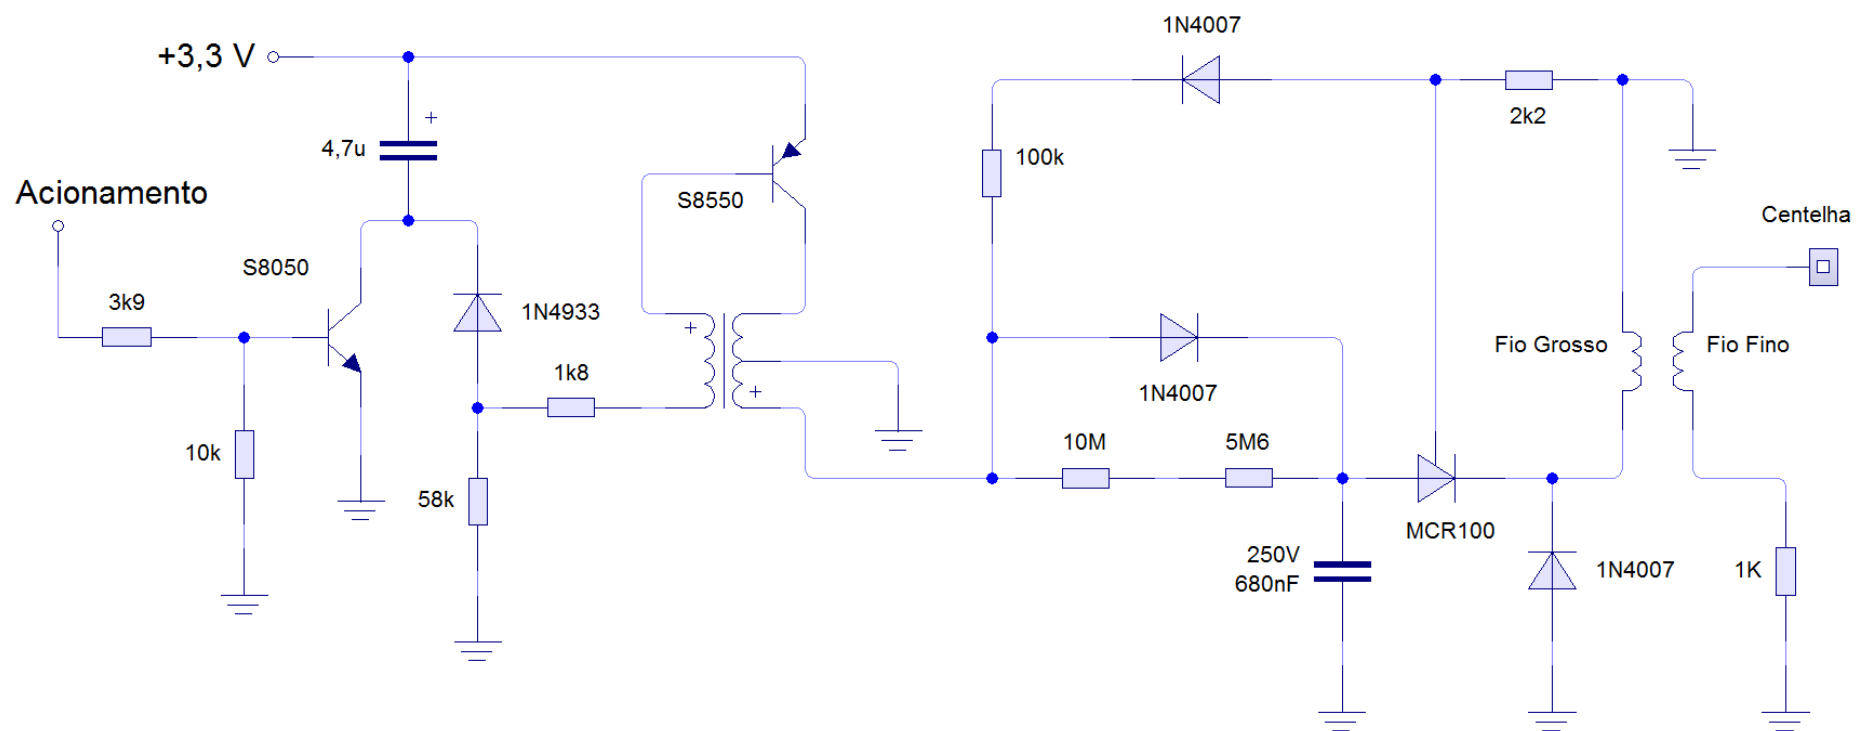 1N4007
+3,3 V
+
2k2
4,7u
100k
Acionamento
S8550
Centelha
S8050
3k9
1N4933
+
Fio Grosso
Fio Fino
1k8
+
1N4007
10k
10M
5M6
58k
MCR100
250V
680nF
1N4007
1K